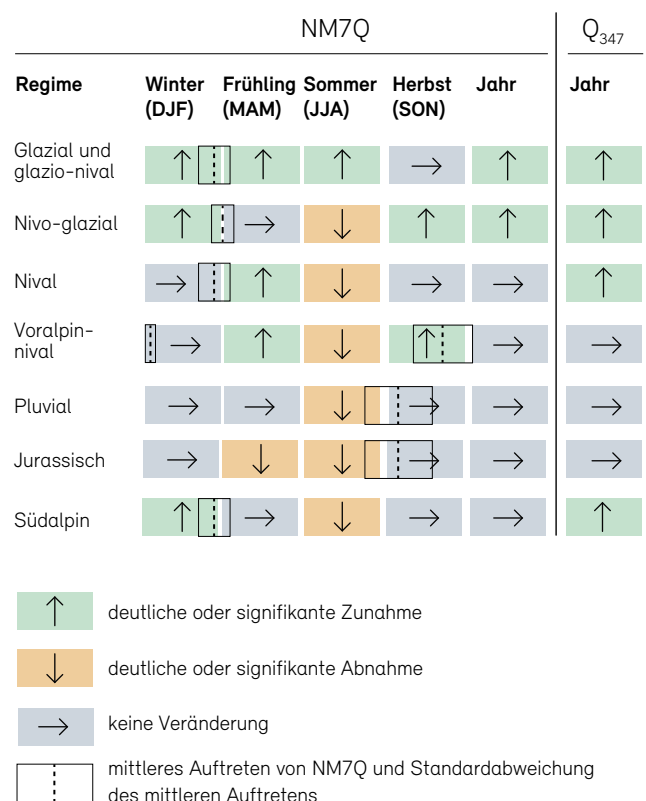 NM7Q Q347
Regime Winter Frühling Sommer Herbst Jahr Jahr
(DJF) (MAM) (JJA) (SON)
Glazial und
glazio-nival
Nivo-glazial
Nival
Voralpin-
nival
Pluvial
Jurassisch
Südalpin
deutliche oder signifikante Zunahme
deutliche oder signifikante Abnahme
keine Veränderung
mittleres Auftreten von NM7Q und Standardabweichung
des mittleren Auftretens